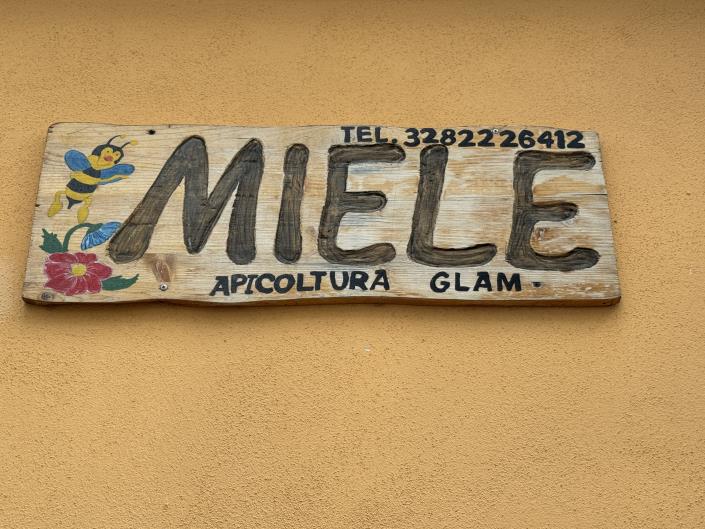 TEL. 3282226412
MIELE
APICOLTURA GLAM.